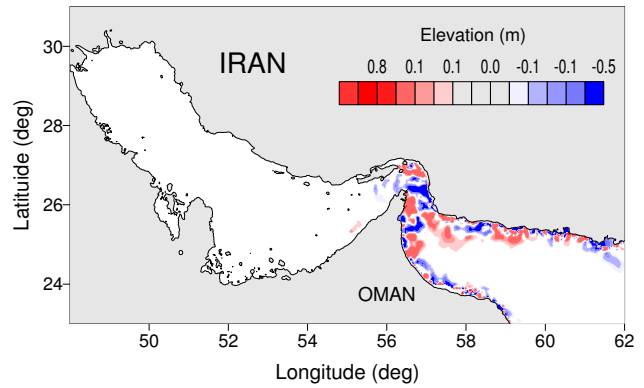 Elevation (m)
0.8 0.1 0.1 0.0 -0.1 -0.1 -0.5
IRAN
OMAN
30
28
26
24
Latituide (deg)
50 52 54 56 58 60 62
Longitude (deg)